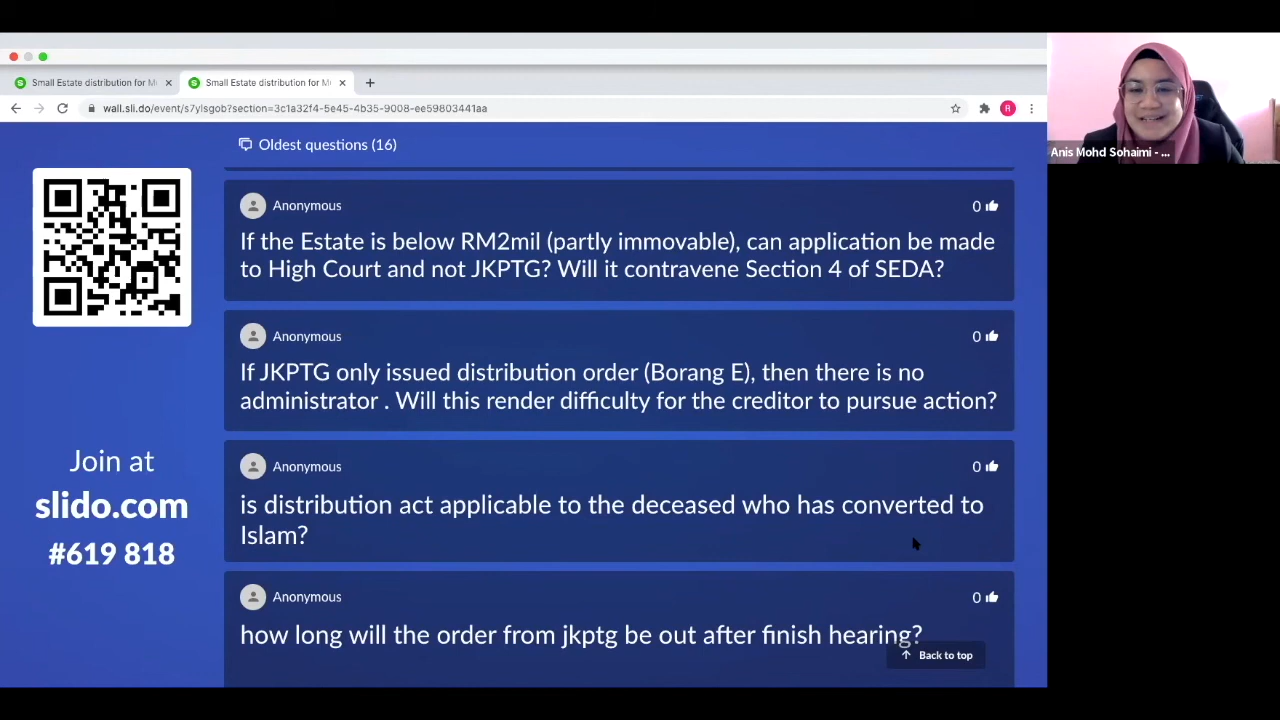 Small Estate distribution for Mu
Small Estate distribution for Mu
wall.sli.do/event/s7ylsgob?section=3c1a32f4-5e45-4b35-9008-ee59803441aa
R
Anis Mohd Sohaimi - ...
Oldest questions (16)
Anonymous
0
If the Estate is below RM2mil (partly immovable), can application be made
to High Court and not JKPTG? Will it contravene Section 4 of SEDA?
Anonymous
0
If JKPTG only issued distribution order (Borang E), then there is no
administrator . Will this render difficulty for the creditor to pursue action?
Anonymous
0
is distribution act applicable to the deceased who has converted to
Islam?
Anonymous
0
how long will the order from jkptg be out after finish hearing?
Back to top
Join at
slido.com
#619 818